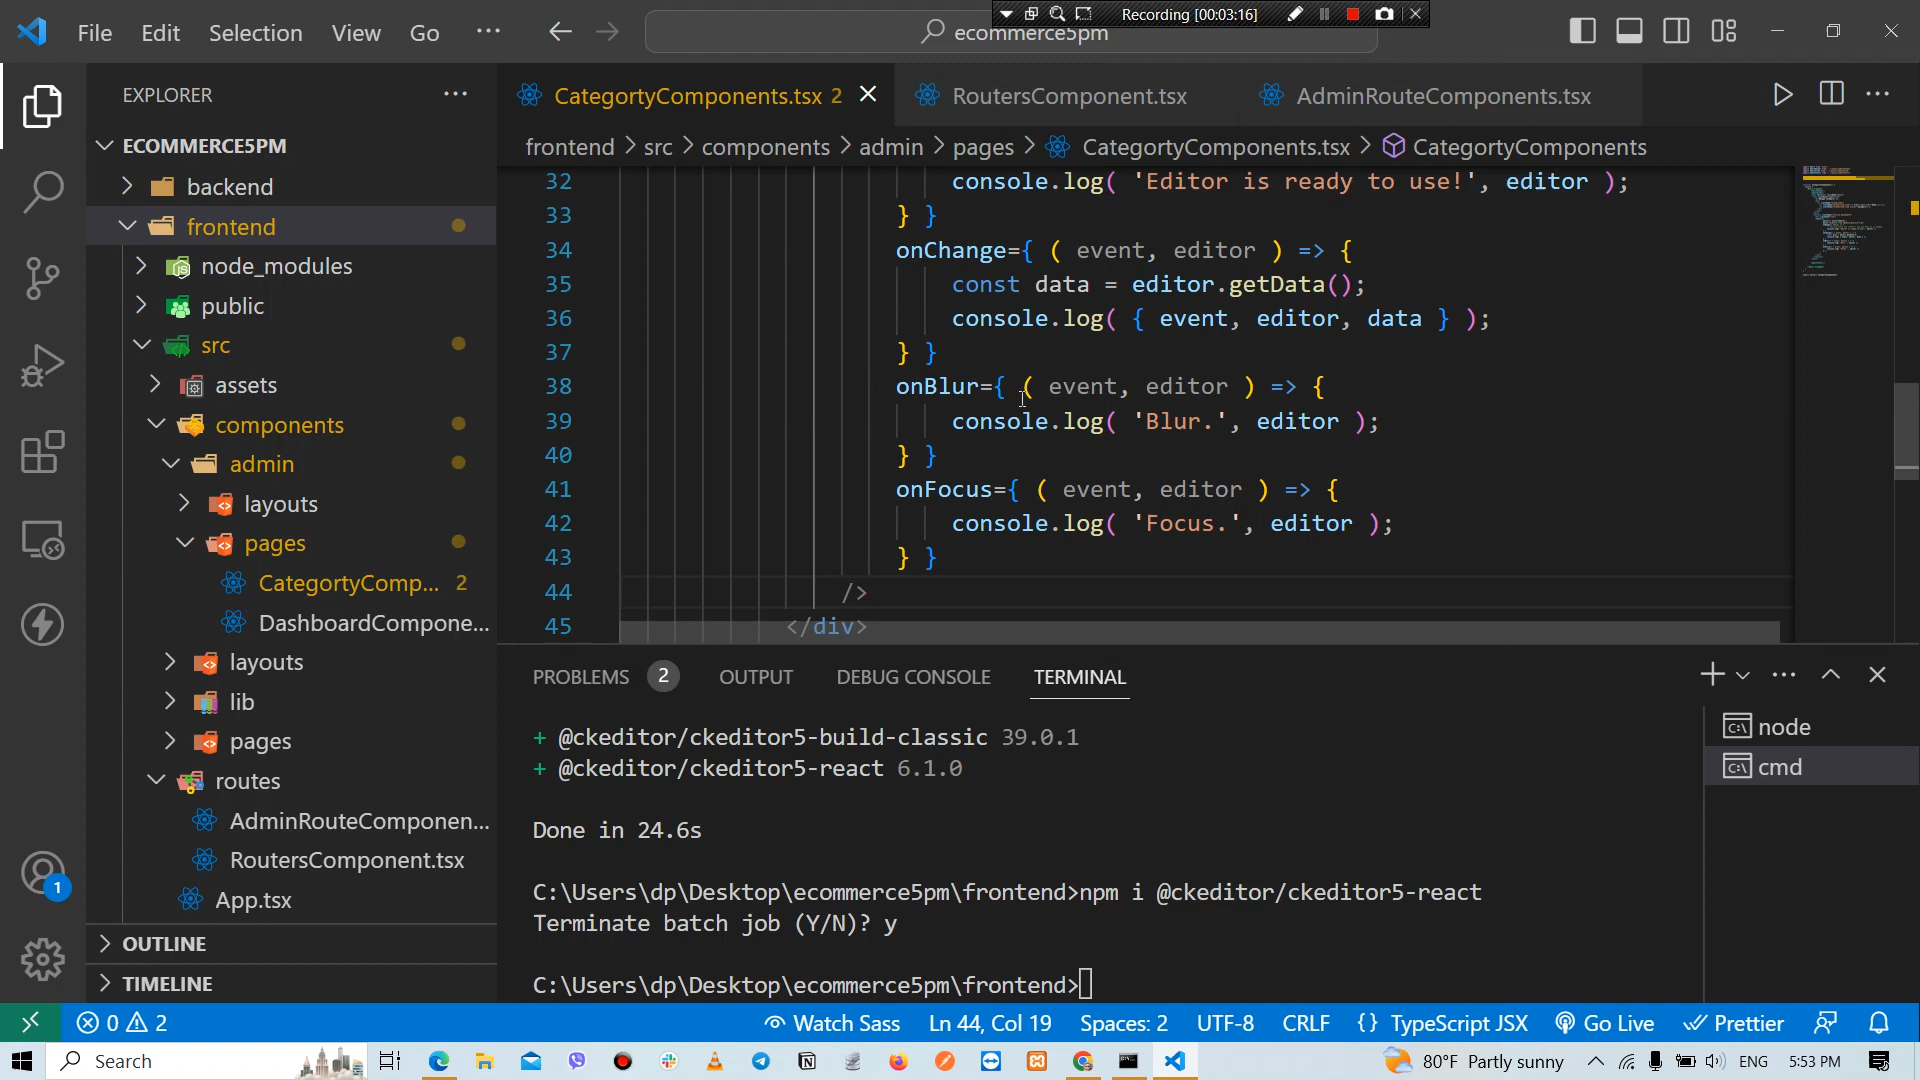 Recording [00:03:16]
File Edit Selection View Go ··· ecommerce5pm
EXPLORER ···
ECOMMERCE5PM
backend
frontend
node_modules
public
src
assets
components
admin
layouts
pages
CategortyComp... 2
DashboardCompone...
layouts
lib
pages
routes
AdminRouteComponen...
RoutersComponent.tsx
App.tsx
OUTLINE
TIMELINE
CategortyComponents.tsx 2
RoutersComponent.tsx
AdminRouteComponents.tsx
frontend > src > components > admin > pages > CategortyComponents.tsx > CategortyComponents
32 console.log( 'Editor is ready to use!', editor );
33 } }
34 onChange={ ( event, editor ) => {
35 const data = editor.getData();
36 console.log( { event, editor, data } );
37 } }
38 onBlur={ ( event, editor ) => {
39 console.log( 'Blur.', editor );
40 } }
41 onFocus={ ( event, editor ) => {
42 console.log( 'Focus.', editor );
43 } }
44 />
45 </div>
PROBLEMS 2 OUTPUT DEBUG CONSOLE TERMINAL
+ @ckeditor/ckeditor5-build-classic 39.0.1
+ @ckeditor/ckeditor5-react 6.1.0
Done in 24.6s
C:\Users\dp\Desktop\ecommerce5pm\frontend>npm i @ckeditor/ckeditor5-react
Terminate batch job (Y/N)? y
C:\Users\dp\Desktop\ecommerce5pm\frontend>
node
cmd
1
0 2 Watch Sass Ln 44, Col 19 Spaces: 2 UTF-8 CRLF {} TypeScript JSX Go Live Prettier
Search 80°F Partly sunny ENG 5:53 PM